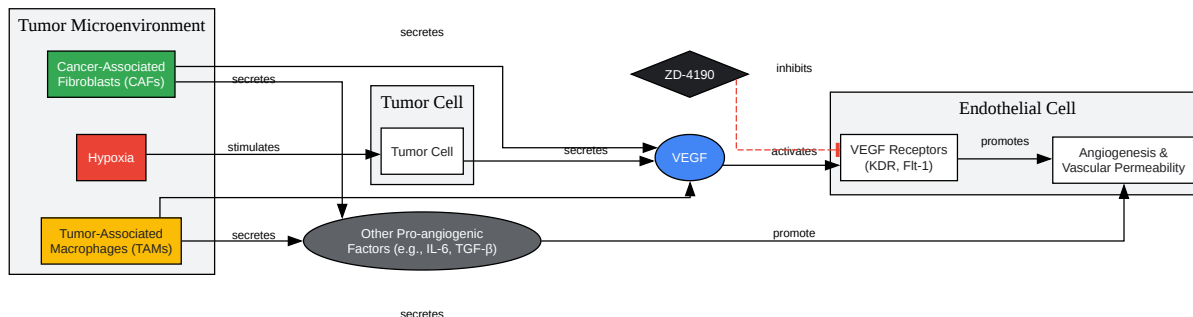 Tumor Microenvironment
Cancer-Associated
Fibroblasts (CAFs)
Hypoxia
Tumor-Associated
Macrophages (TAMs)
secretes
secretes
stimulates
secretes
secretes
Tumor Cell
Tumor Cell
secretes
Other Pro-angiogenic
Factors (e.g., IL-6, TGF-β)
ZD-4190
inhibits
VEGF
activates
promote
Endothelial Cell
VEGF Receptors
(KDR, Flt-1)
promotes
Angiogenesis &
Vascular Permeability